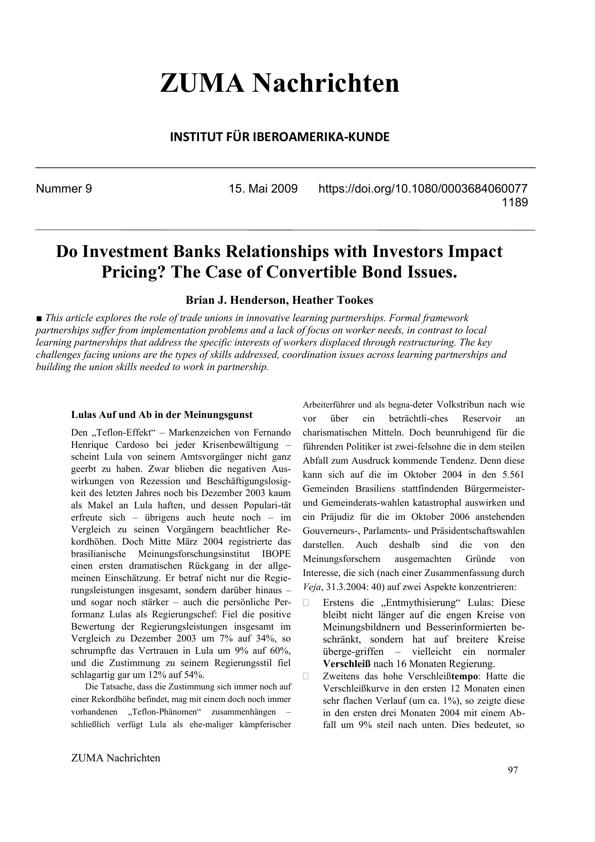 ZUMA Nachrichten
INSTITUT FÜR IBEROAMERIKA-KUNDE
Nummer 9 15. Mai 2009 https://doi.org/10.1080/0003684060077
1189
Do Investment Banks Relationships with Investors Impact
Pricing? The Case of Convertible Bond Issues.
Brian J. Henderson, Heather Tookes
■ This article explores the role of trade unions in innovative learning partnerships. Formal framework
partnerships suffer from implementation problems and a lack of focus on worker needs, in contrast to local
learning partnerships that address the specific interests of workers displaced through restructuring. The key
challenges facing unions are the types of skills addressed, coordination issues across learning partnerships and
building the union skills needed to work in partnership.
Lulas Auf und Ab in der Meinungsgunst
Den „Teflon-Effekt“ – Markenzeichen von Fernando
Henrique Cardoso bei jeder Krisenbewältigung –
scheint Lula von seinem Amtsvorgänger nicht ganz
geerbt zu haben. Zwar blieben die negativen Aus-
wirkungen von Rezession und Beschäftigungslosig-
keit des letzten Jahres noch bis Dezember 2003 kaum
als Makel an Lula haften, und dessen Populari-tät
erfreute sich – übrigens auch heute noch – im
Vergleich zu seinen Vorgängern beachtlicher Re-
kordhöhen. Doch Mitte März 2004 registrierte das
brasilianische Meinungsforschungsinstitut IBOPE
einen ersten dramatischen Rückgang in der allge-
meinen Einschätzung. Er betraf nicht nur die Regie-
rungsleistungen insgesamt, sondern darüber hinaus –
und sogar noch stärker – auch die persönliche Per-
formanz Lulas als Regierungschef: Fiel die positive
Bewertung der Regierungsleistungen insgesamt im
Vergleich zu Dezember 2003 um 7% auf 34%, so
schrumpfte das Vertrauen in Lula um 9% auf 60%,
und die Zustimmung zu seinem Regierungsstil fiel
schlagartig gar um 12% auf 54%.
Die Tatsache, dass die Zustimmung sich immer noch auf
einer Rekordhöhe befindet, mag mit einem doch noch immer
vorhandenen „Teflon-Phänomen“ zusammenhängen –
schließlich verfügt Lula als ehe-maliger kämpferischer
Arbeiterführer und als begna-deter Volkstribun nach wie
vor über ein beträchtli-ches Reservoir an
charismatischen Mitteln. Doch beunruhigend für die
führenden Politiker ist zwei-felsohne die in dem steilen
Abfall zum Ausdruck kommende Tendenz. Denn diese
kann sich auf die im Oktober 2004 in den 5.561
Gemeinden Brasiliens stattfindenden Bürgermeister-
und Gemeinderats-wahlen katastrophal auswirken und
ein Präjudiz für die im Oktober 2006 anstehenden
Gouverneurs-, Parlaments- und Präsidentschaftswahlen
darstellen. Auch deshalb sind die von den
Meinungsforschern ausgemachten Gründe von
Interesse, die sich (nach einer Zusammenfassung durch
Veja, 31.3.2004: 40) auf zwei Aspekte konzentrieren:
Erstens die „Entmythisierung“ Lulas: Diese
bleibt nicht länger auf die engen Kreise von
Meinungsbildnern und Besserinformierten be-
schränkt, sondern hat auf breitere Kreise
überge-griffen – vielleicht ein normaler
Verschleiß nach 16 Monaten Regierung.
Zweitens das hohe Verschleißtempo: Hatte die
Verschleißkurve in den ersten 12 Monaten einen
sehr flachen Verlauf (um ca. 1%), so zeigte diese
in den ersten drei Monaten 2004 mit einem Ab-
fall um 9% steil nach unten. Dies bedeutet, so
ZUMA Nachrichten
97